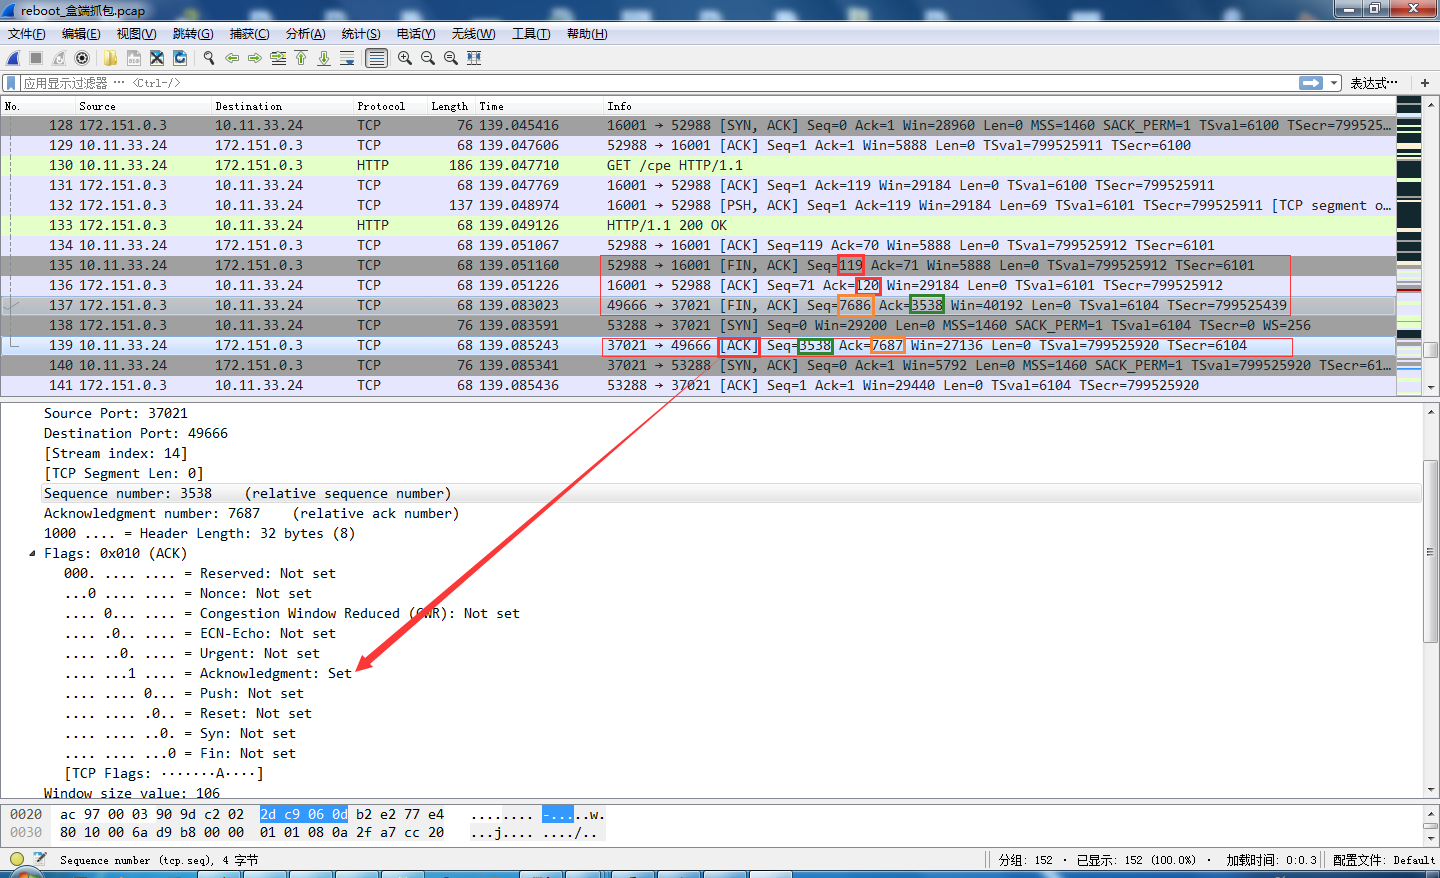 reboot_盒端抓包.pcap
文件(F) 编辑(E) 视图(V) 跳转(G) 捕获(C) 分析(A) 统计(S) 电话(Y) 无线(W) 工具(T) 帮助(H)
应用显示过滤器 … <Ctrl-/> 表达式… +
No. Source Destination Protocol Length Time Info
128 172.151.0.3 10.11.33.24 TCP 76 139.045416 16001 → 52988 [SYN, ACK] Seq=0 Ack=1 Win=28960 Len=0 MSS=1460 SACK_PERM=1 TSval=6100 TSecr=799525…
129 10.11.33.24 172.151.0.3 TCP 68 139.047606 52988 → 16001 [ACK] Seq=1 Ack=1 Win=5888 Len=0 TSval=799525911 TSecr=6100
130 10.11.33.24 172.151.0.3 HTTP 186 139.047710 GET /cpe HTTP/1.1
131 172.151.0.3 10.11.33.24 TCP 68 139.047769 16001 → 52988 [ACK] Seq=1 Ack=119 Win=29184 Len=0 TSval=6100 TSecr=799525911
132 172.151.0.3 10.11.33.24 TCP 137 139.048974 16001 → 52988 [PSH, ACK] Seq=1 Ack=119 Win=29184 Len=69 TSval=6101 TSecr=799525911 [TCP segment o…
133 172.151.0.3 10.11.33.24 HTTP 68 139.049126 HTTP/1.1 200 OK
134 10.11.33.24 172.151.0.3 TCP 68 139.051067 52988 → 16001 [ACK] Seq=119 Ack=70 Win=5888 Len=0 TSval=799525912 TSecr=6101
135 10.11.33.24 172.151.0.3 TCP 68 139.051160 52988 → 16001 [FIN, ACK] Seq=119 Ack=71 Win=5888 Len=0 TSval=799525912 TSecr=6101
136 172.151.0.3 10.11.33.24 TCP 68 139.051226 16001 → 52988 [ACK] Seq=71 Ack=120 Win=29184 Len=0 TSval=6101 TSecr=799525912
137 172.151.0.3 10.11.33.24 TCP 68 139.083023 49666 → 37021 [FIN, ACK] Seq=7686 Ack=3538 Win=40192 Len=0 TSval=6104 TSecr=799525439
138 172.151.0.3 10.11.33.24 TCP 76 139.083591 53288 → 37021 [SYN] Seq=0 Win=29200 Len=0 MSS=1460 SACK_PERM=1 TSval=6104 TSecr=0 WS=256
139 10.11.33.24 172.151.0.3 TCP 68 139.085243 37021 → 49666 [ACK] Seq=3538 Ack=7687 Win=27136 Len=0 TSval=799525920 TSecr=6104
140 10.11.33.24 172.151.0.3 TCP 76 139.085341 37021 → 53288 [SYN, ACK] Seq=0 Ack=1 Win=5792 Len=0 MSS=1460 SACK_PERM=1 TSval=799525920 TSecr=61…
141 172.151.0.3 10.11.33.24 TCP 68 139.085436 53288 → 37021 [ACK] Seq=1 Ack=1 Win=29440 Len=0 TSval=6104 TSecr=799525920
Source Port: 37021
Destination Port: 49666
[Stream index: 14]
[TCP Segment Len: 0]
Sequence number: 3538 (relative sequence number)
Acknowledgment number: 7687 (relative ack number)
1000 .... = Header Length: 32 bytes (8)
Flags: 0x010 (ACK)
000. .... .... = Reserved: Not set
...0 .... .... = Nonce: Not set
.... 0... .... = Congestion Window Reduced (CWR): Not set
.... .0.. .... = ECN-Echo: Not set
.... ..0. .... = Urgent: Not set
.... ...1 .... = Acknowledgment: Set
.... .... 0... = Push: Not set
.... .... .0.. = Reset: Not set
.... .... ..0. = Syn: Not set
.... .... ...0 = Fin: Not set
[TCP Flags: ·······A····]
Window size value: 106
0020 ac 97 00 03 90 9d c2 02 2d c9 06 0d b2 e2 77 e4 ........ -.....w.
0030 80 10 00 6a d9 b8 00 00 01 01 08 0a 2f a7 cc 20 ...j.... ..../..
Sequence number (tcp.seq), 4 字节 分组: 152 · 已显示: 152 (100.0%) · 加载时间: 0:0.3 配置文件: Default